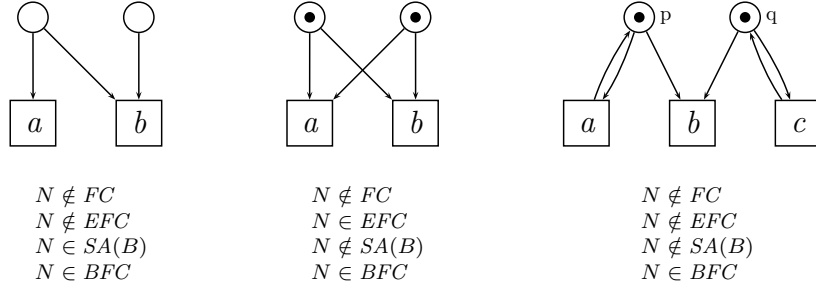 p q
a b a b a b c
N ∉ FC N ∉ FC N ∉ FC
N ∉ EFC N ∈ EFC N ∉ EFC
N ∈ SA(B) N ∉ SA(B) N ∉ SA(B)
N ∈ BFC N ∈ BFC N ∈ BFC